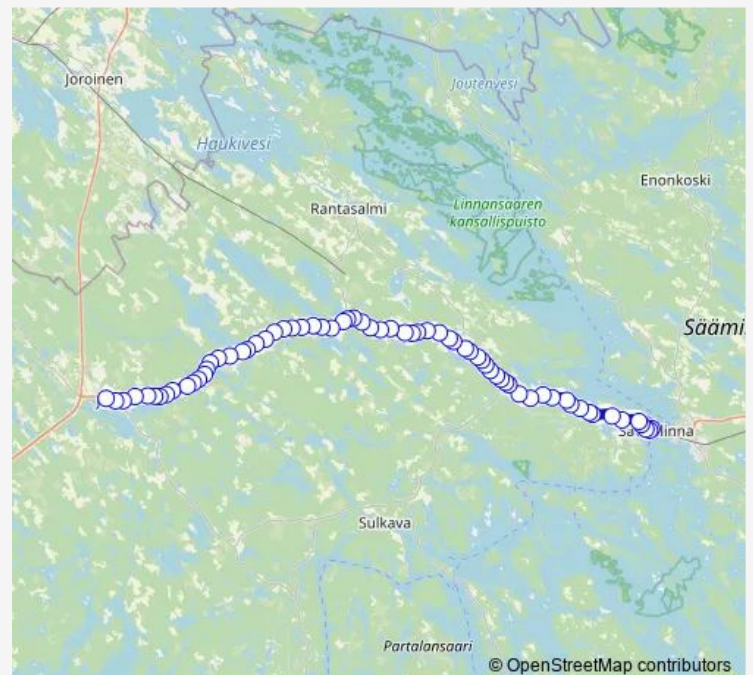 Joroinen
Joutenvesi
Haukivesi
Enonkoski
Rantasalmi
Linnansaaren
kansallispuisto
Säämi
Sulkava
Partalansaari
© OpenStreetMap contributors